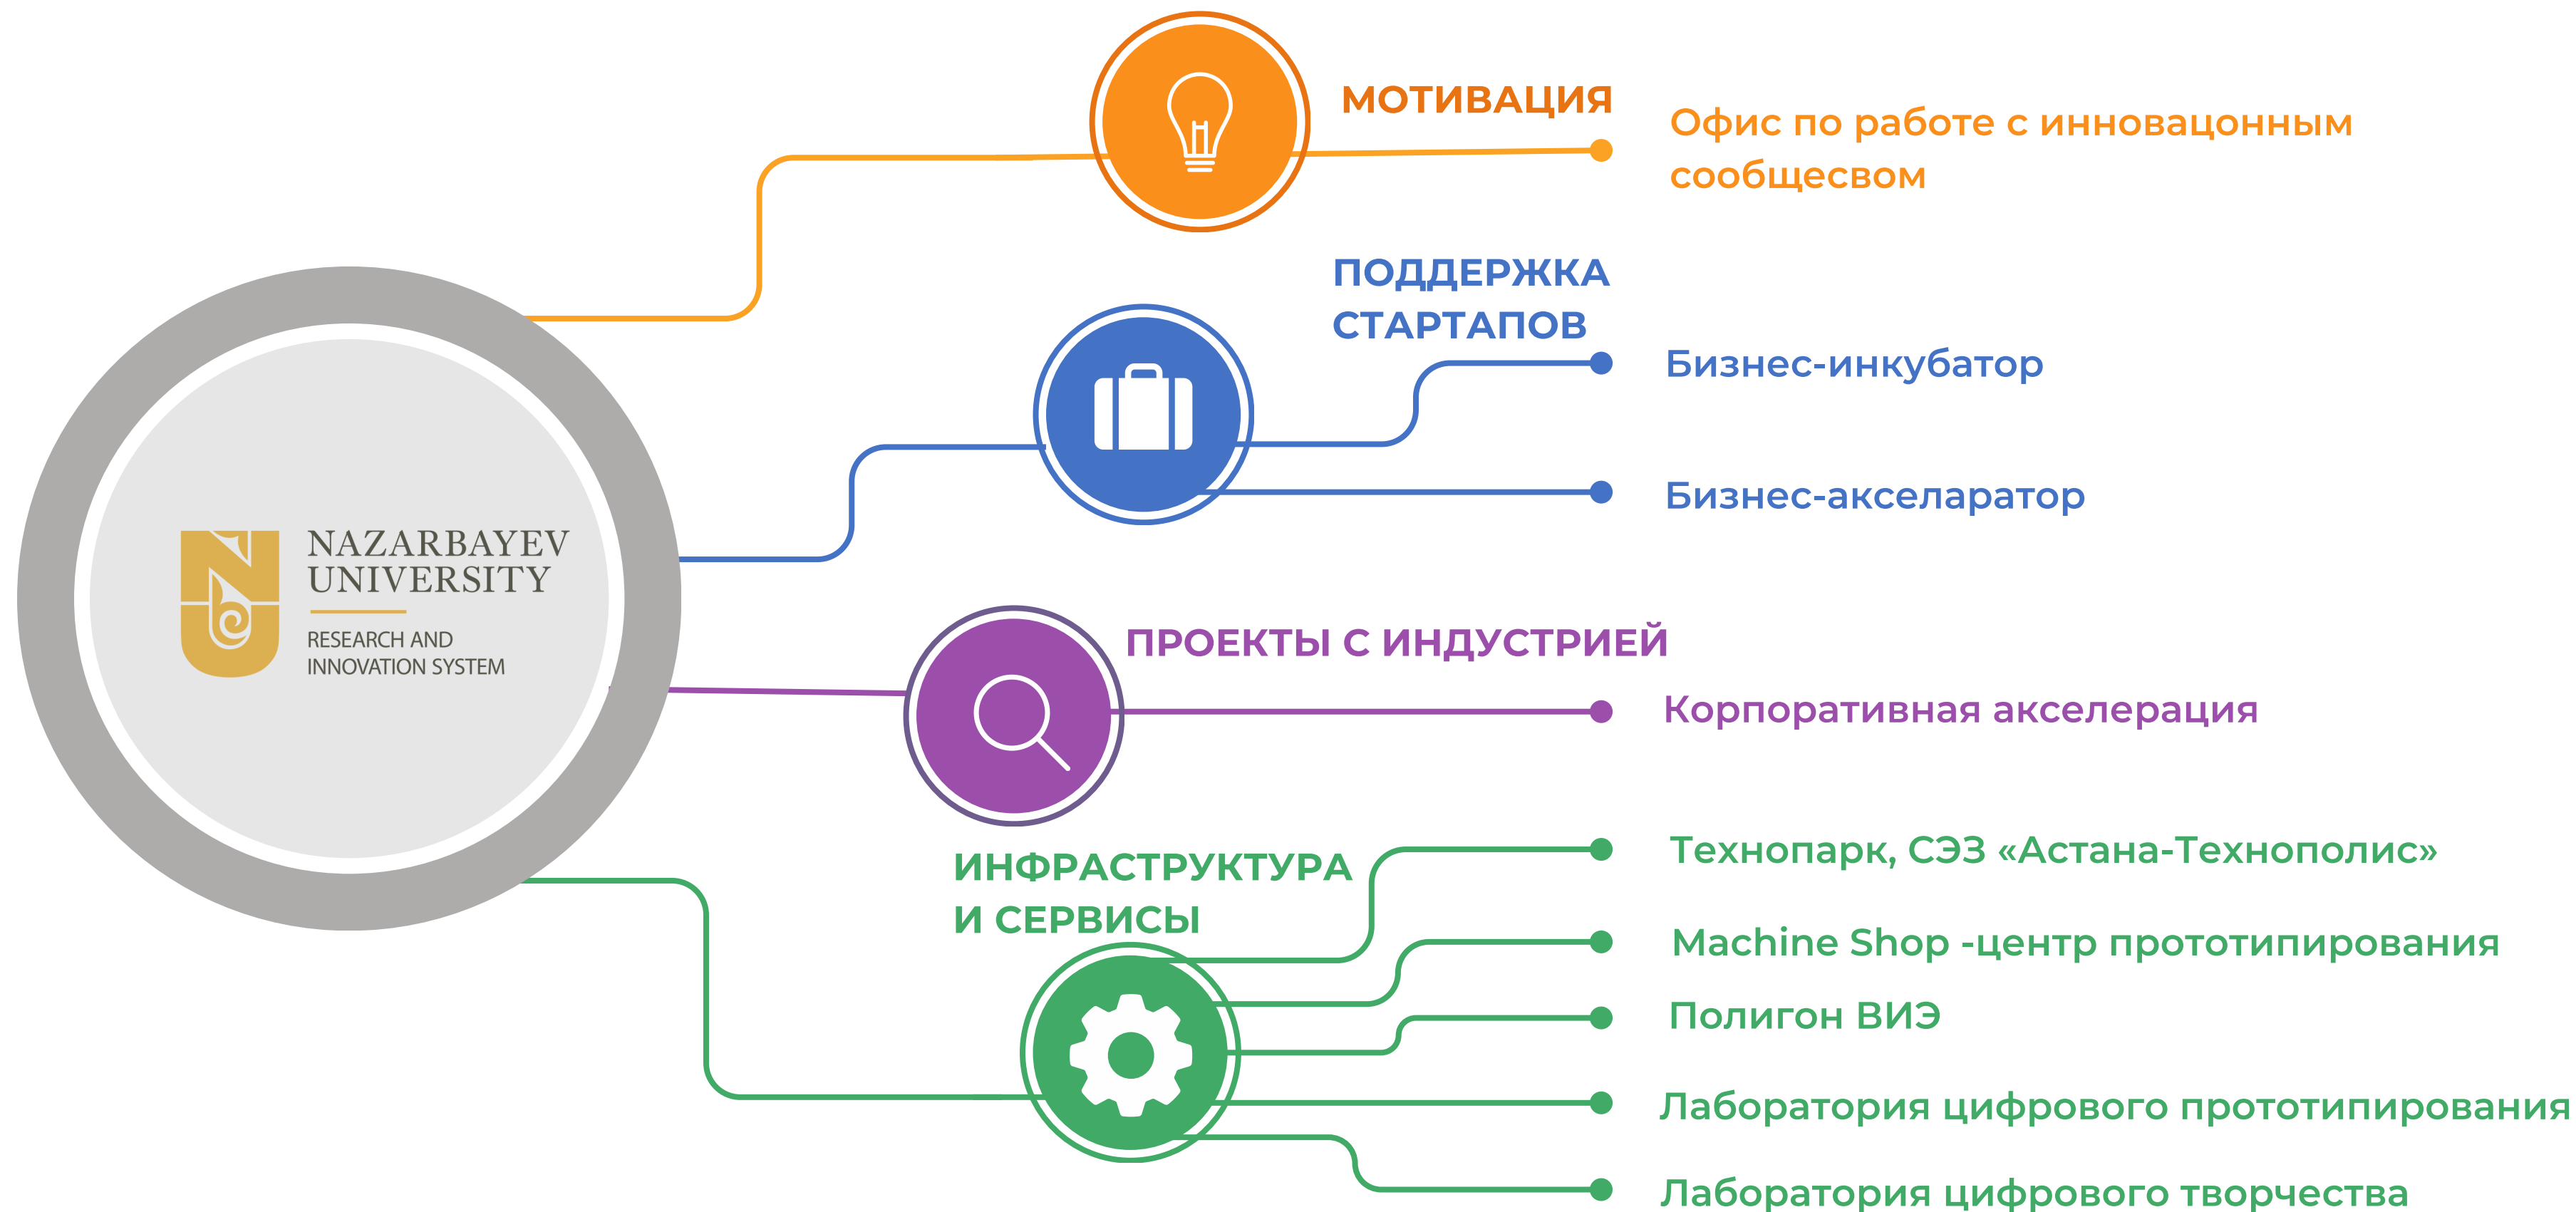 NAZARBAYEV
UNIVERSITY
RESEARCH AND
INNOVATION SYSTEM
МОТИВАЦИЯ
Офис по работе с инновацонным
сообщесвом
ПОДДЕРЖКА
СТАРТАПОВ
Бизнес-инкубатор
Бизнес-акселаратор
ПРОЕКТЫ С ИНДУСТРИЕЙ
Корпоративная акселерация
ИНФРАСТРУКТУРА
И СЕРВИСЫ
Технопарк, СЭЗ «Астана-Технополис»
Machine Shop -центр прототипирования
Полигон ВИЭ
Лаборатория цифрового прототипирования
Лаборатория цифрового творчества